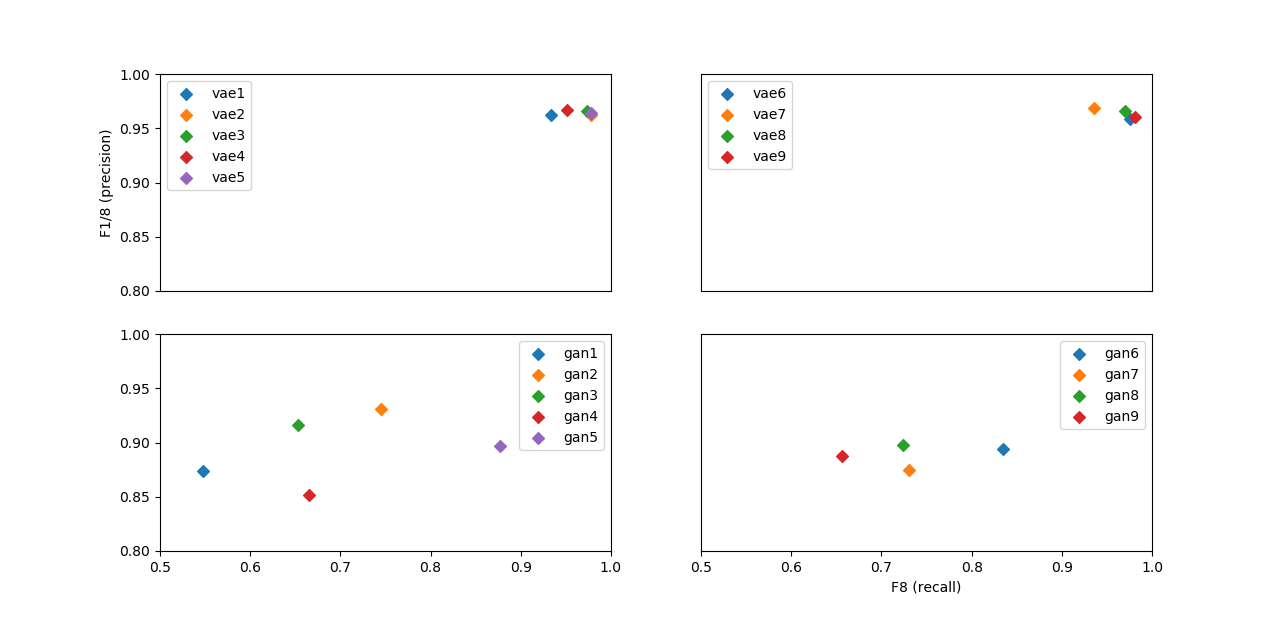 1.00
0.95
0.90
0.85
0.80
F1/8 (precision)
vae1
vae2
vae3
vae4
vae5
vae6
vae7
vae8
vae9
1.00
0.95
0.90
0.85
0.80
gan1
gan2
gan3
gan4
gan5
0.5 0.6 0.7 0.8 0.9 1.0
gan6
gan7
gan8
gan9
0.5 0.6 0.7 0.8 0.9 1.0
F8 (recall)